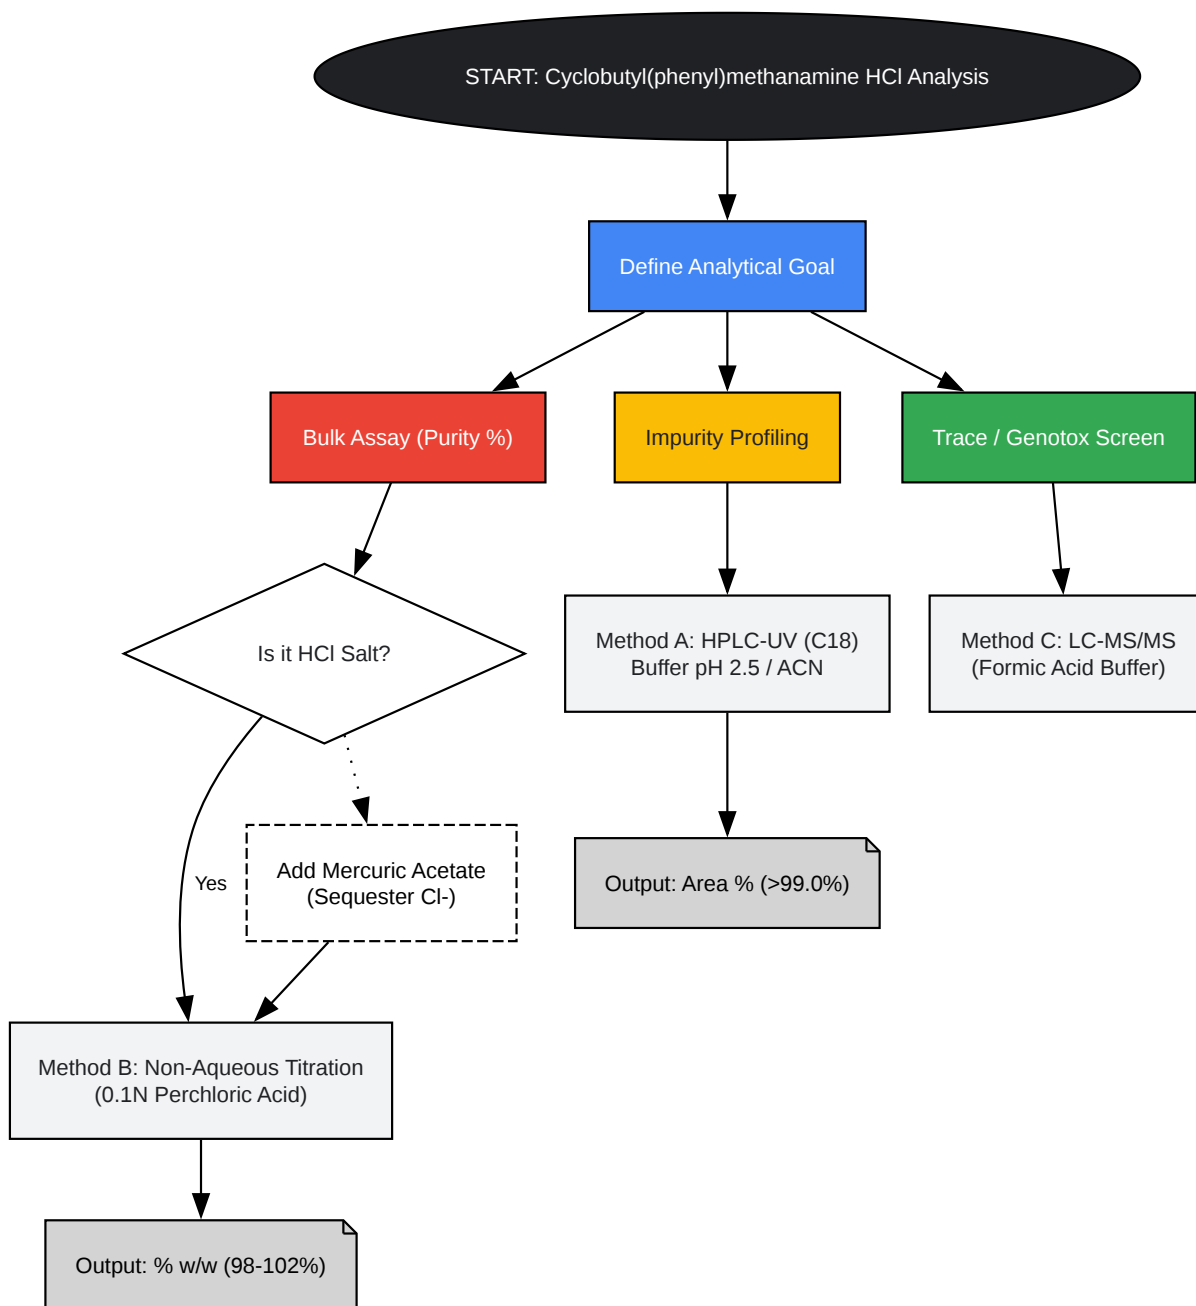 START: Cyclobutyl(phenyl)methanamine HCl Analysis
Define Analytical Goal
Bulk Assay (Purity %)
Impurity Profiling
Trace / Genotox Screen
Is it HCl Salt?
Method A: HPLC-UV (C18)
Buffer pH 2.5 / ACN
Method C: LC-MS/MS
(Formic Acid Buffer)
Yes
Add Mercuric Acetate
(Sequester Cl-)
Output: Area % (>99.0%)
Method B: Non-Aqueous Titration
(0.1N Perchloric Acid)
Output: % w/w (98-102%)